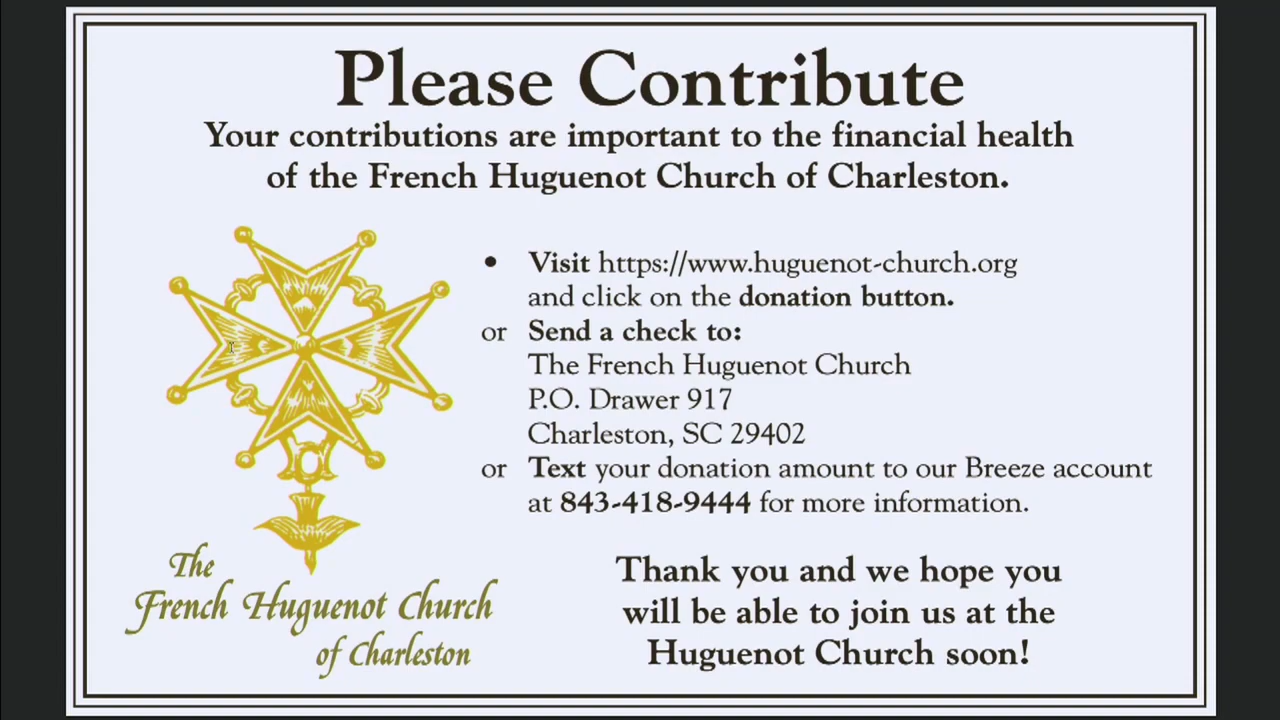 Please Contribute
Your contributions are important to the financial health
of the French Huguenot Church of Charleston.
• Visit https://www.huguenot-church.org
and click on the donation button.
or Send a check to:
The French Huguenot Church
P.O. Drawer 917
Charleston, SC 29402
or Text your donation amount to our Breeze account
at 843-418-9444 for more information.
The
French Huguenot Church
of Charleston
Thank you and we hope you
will be able to join us at the
Huguenot Church soon!